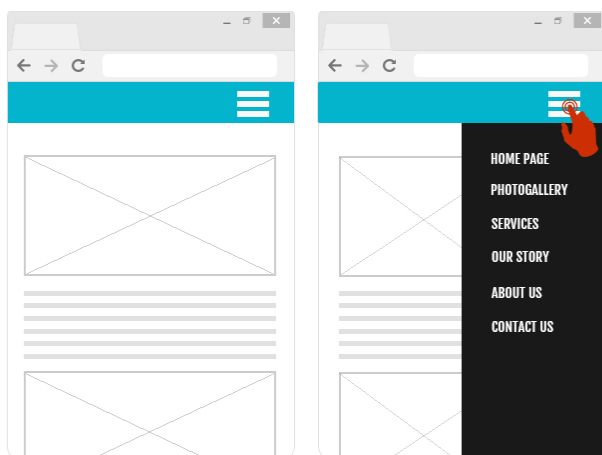 HOME PAGE
PHOTOGALLERY
SERVICES
OUR STORY
ABOUT US
CONTACT US